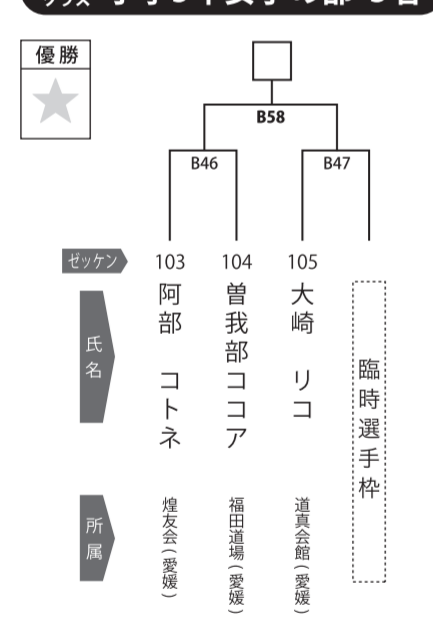 優勝
B58
B46
B47
ゼッケン
103
104
105
氏名
阿部 コトネ
曽我部ココア
大崎 リコ
臨時選手枠
所属
煌友会(愛媛)
福田道場(愛媛)
道真会館(愛媛)